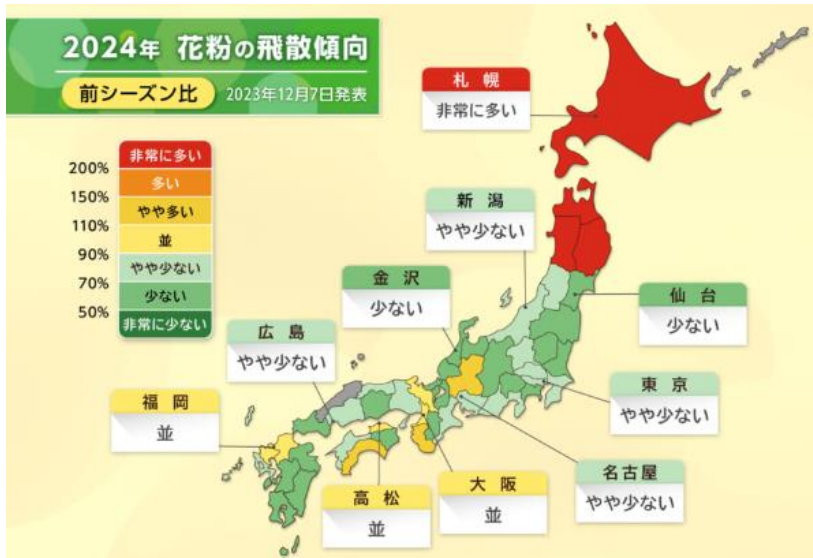 2024年 花粉の飛散傾向
前シーズン比 2023年12月7日発表
非常に多い
200%
多い
150%
やや多い
110%
並
90%
やや少ない
70%
少ない
50%
非常に少ない
札幌
非常に多い
新潟
やや少ない
金沢
少ない
仙台
少ない
広島
やや少ない
東京
やや少ない
福岡
並
名古屋
やや少ない
高松
並
大阪
並